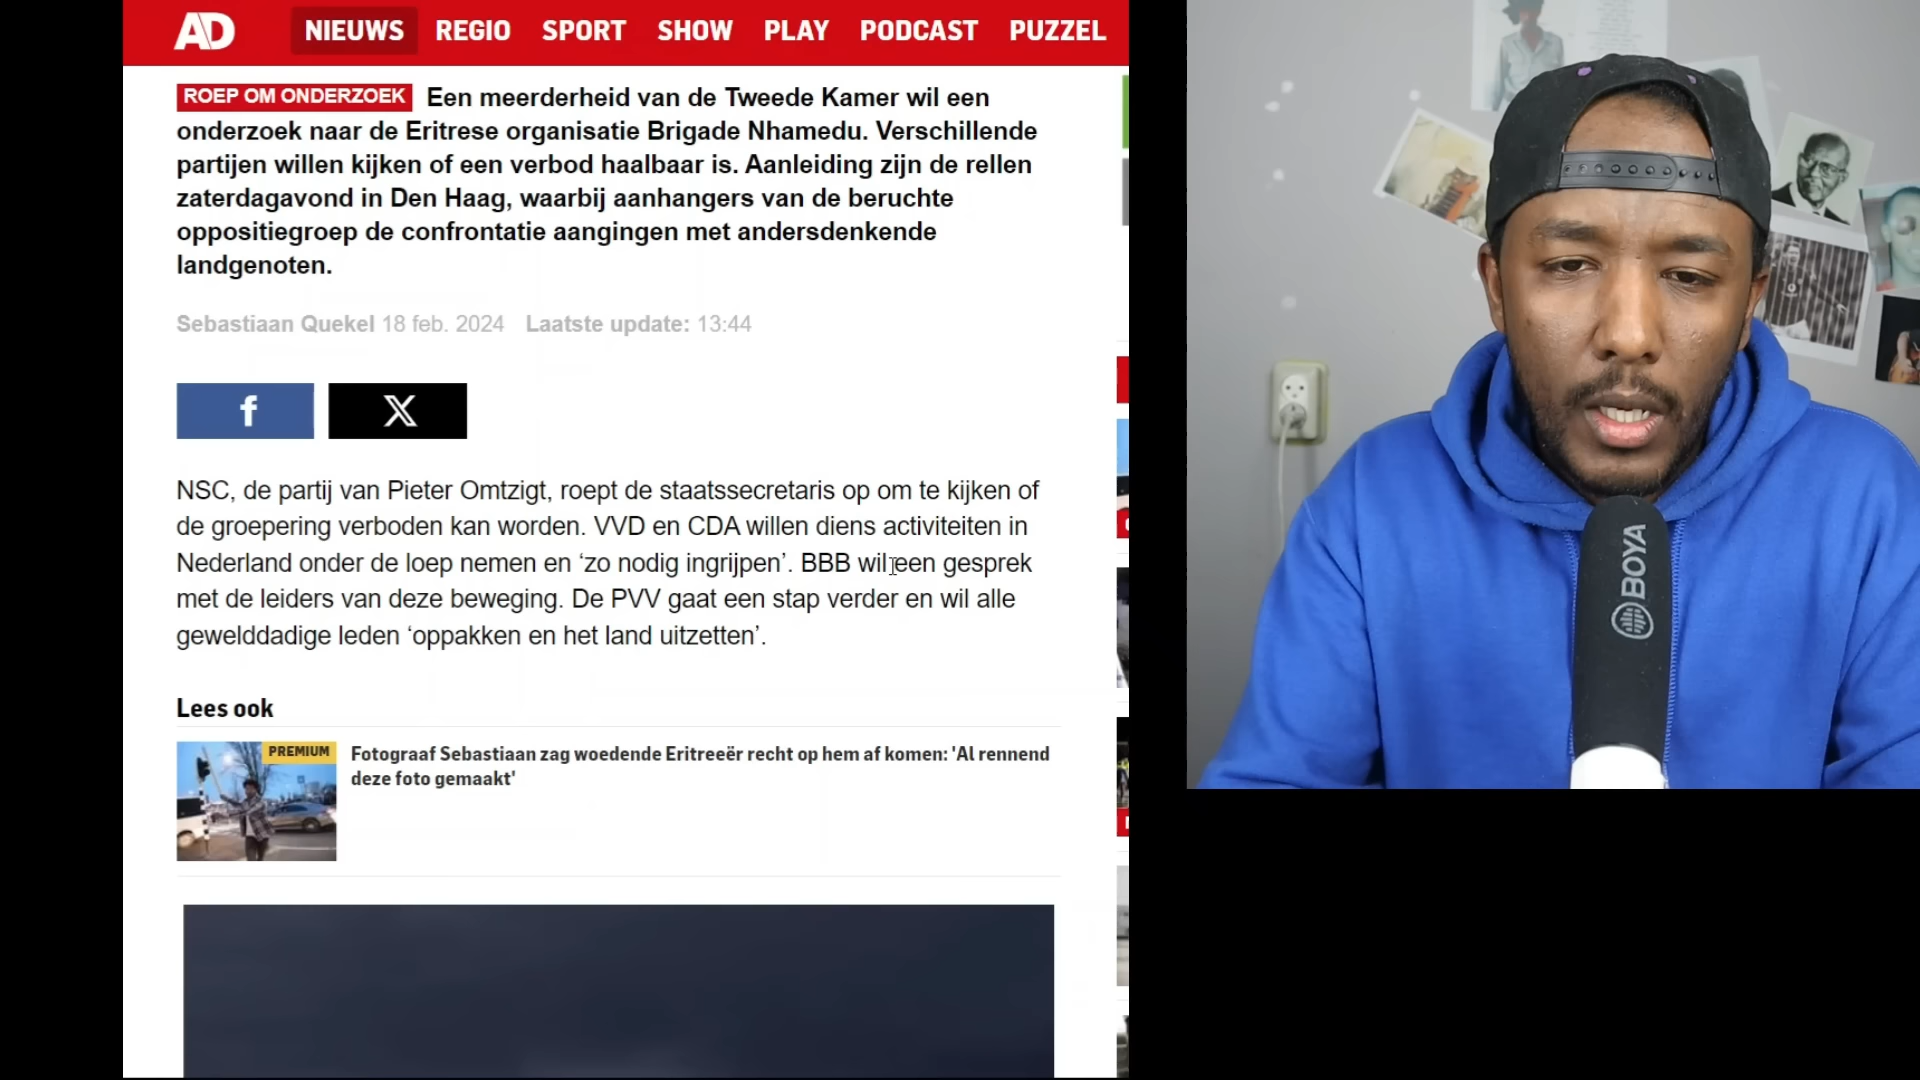 AD NIEUWS REGIO SPORT SHOW PLAY PODCAST PUZZEL
ROEP OM ONDERZOEK Een meerderheid van de Tweede Kamer wil een
onderzoek naar de Eritrese organisatie Brigade Nhamedu. Verschillende
partijen willen kijken of een verbod haalbaar is. Aanleiding zijn de rellen
zaterdagavond in Den Haag, waarbij aanhangers van de beruchte
oppositiegroep de confrontatie aangingen met andersdenkende
landgenoten.
Sebastiaan Quekel 18 feb. 2024 Laatste update: 13:44
f X
NSC, de partij van Pieter Omtzigt, roept de staatssecretaris op om te kijken of
de groepering verboden kan worden. VVD en CDA willen diens activiteiten in
Nederland onder de loep nemen en ‘zo nodig ingrijpen’. BBB wil een gesprek
met de leiders van deze beweging. De PVV gaat een stap verder en wil alle
gewelddadige leden ‘oppakken en het land uitzetten’.
Lees ook
PREMIUM
Fotograaf Sebastiaan zag woedende Eritreeër recht op hem af komen: 'Al rennend
deze foto gemaakt'
BOYA